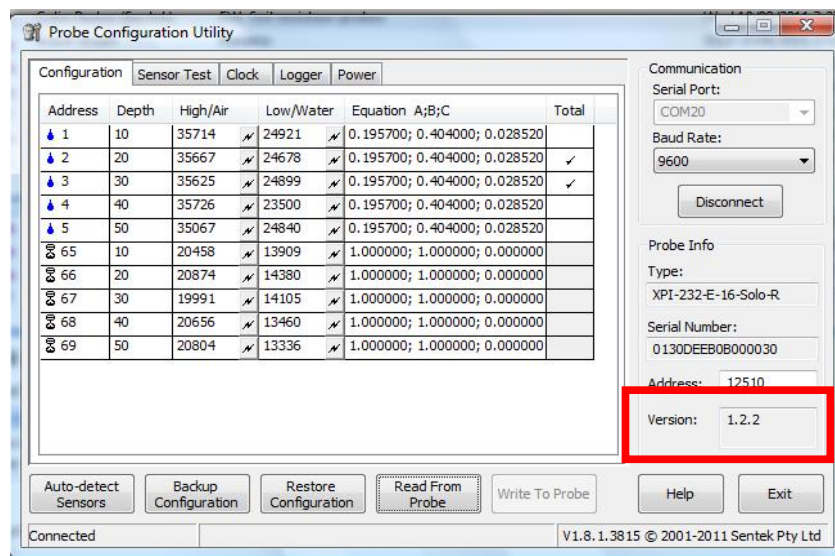 Probe Configuration Utility
Configuration Sensor Test Clock Logger Power
Address Depth High/Air Low/Water Equation A;B;C Total
1 10 35714 24921 0.195700; 0.404000; 0.028520
2 20 35667 24678 0.195700; 0.404000; 0.028520 ✓
3 30 35625 24899 0.195700; 0.404000; 0.028520 ✓
4 40 35726 23500 0.195700; 0.404000; 0.028520
5 50 35067 24840 0.195700; 0.404000; 0.028520
65 10 20458 13909 1.000000; 1.000000; 0.000000
66 20 20874 14380 1.000000; 1.000000; 0.000000
67 30 19991 14105 1.000000; 1.000000; 0.000000
68 40 20656 13460 1.000000; 1.000000; 0.000000
69 50 20804 13336 1.000000; 1.000000; 0.000000
Communication
Serial Port:
COM20
Baud Rate:
9600
Disconnect
Probe Info
Type:
XPI-232-E-16-Solo-R
Serial Number:
0130DEEB0B000030
Address: 12510
Version: 1.2.2
Auto-detect Sensors
Backup Configuration
Restore Configuration
Read From Probe
Write To Probe
Help
Exit
Connected
V1.8.1.3815 © 2001-2011 Sentek Pty Ltd